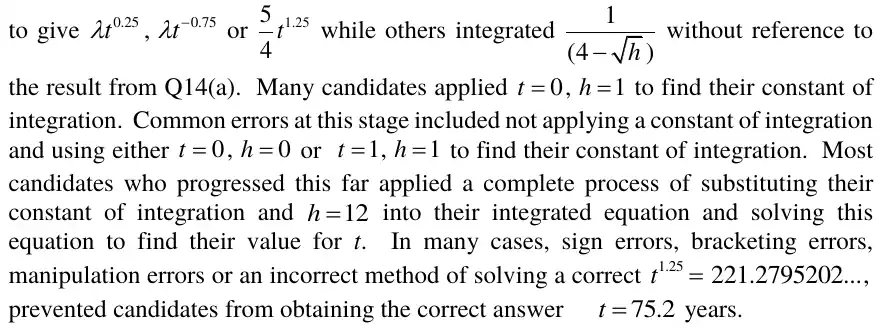 to give λt^0.25, λt^−0.75 or 5/4 t^1.25 while others integrated 1/(4−√h) without reference to
the result from Q14(a). Many candidates applied t = 0, h = 1 to find their constant of
integration. Common errors at this stage included not applying a constant of integration
and using either t = 0, h = 0 or t = 1, h = 1 to find their constant of integration. Most
candidates who progressed this far applied a complete process of substituting their
constant of integration and h = 12 into their integrated equation and solving this
equation to find their value for t. In many cases, sign errors, bracketing errors,
manipulation errors or an incorrect method of solving a correct t^1.25 = 221.2795202...,
prevented candidates from obtaining the correct answer t = 75.2 years.